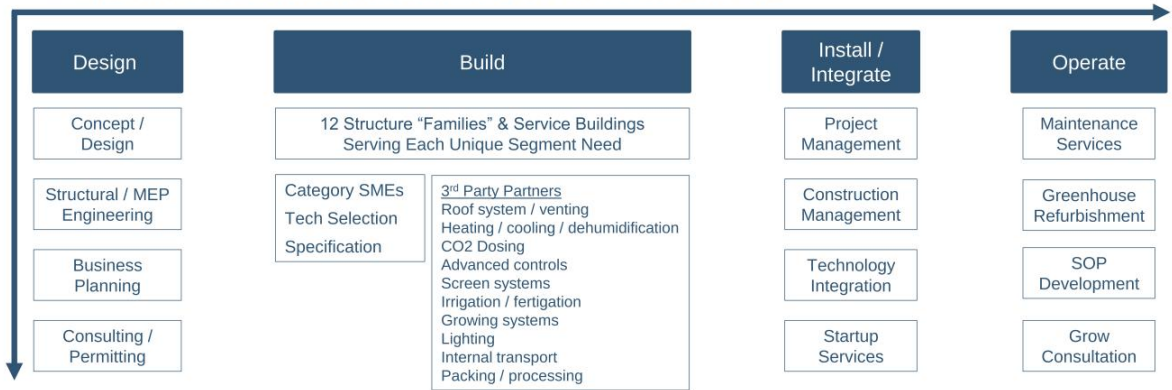 Design
Concept /
Design
Structural / MEP
Engineering
Business
Planning
Consulting /
Permitting
Build
12 Structure “Families” & Service Buildings
Serving Each Unique Segment Need
Category SMEs
Tech Selection
Specification
3rd Party Partners
Roof system / venting
Heating / cooling / dehumidification
CO2 Dosing
Advanced controls
Screen systems
Irrigation / fertigation
Growing systems
Lighting
Internal transport
Packing / processing
Install /
Integrate
Project
Management
Construction
Management
Technology
Integration
Startup
Services
Operate
Maintenance
Services
Greenhouse
Refurbishment
SOP
Development
Grow
Consultation